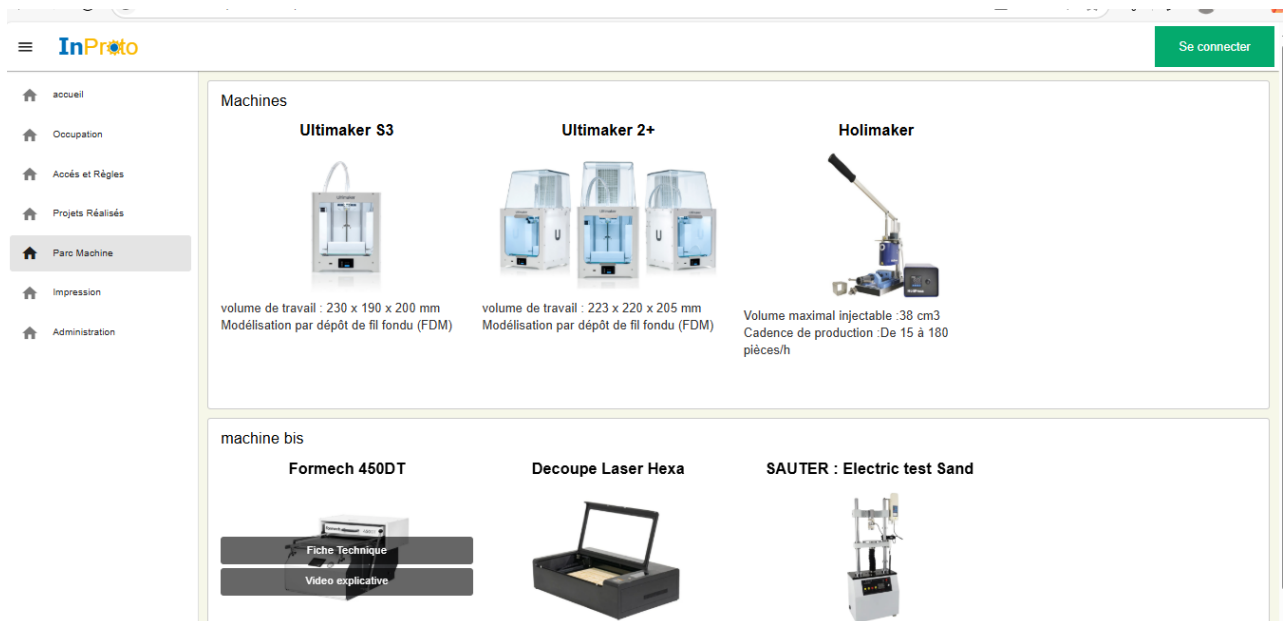 InProto
Se connecter
accueil
Occupation
Accés et Règles
Projets Réalisés
Parc Machine
Impression
Administration
Machines
Ultimaker S3
Ultimaker 2+
Holimaker
volume de travail : 230 x 190 x 200 mm
Modélisation par dépôt de fil fondu (FDM)
volume de travail : 223 x 220 x 205 mm
Modélisation par dépôt de fil fondu (FDM)
Volume maximal injectable :38 cm3
Cadence de production :De 15 à 180
pièces/h
machine bis
Formech 450DT
Decoupe Laser Hexa
SAUTER : Electric test Sand
Fiche Technique
Video explicative